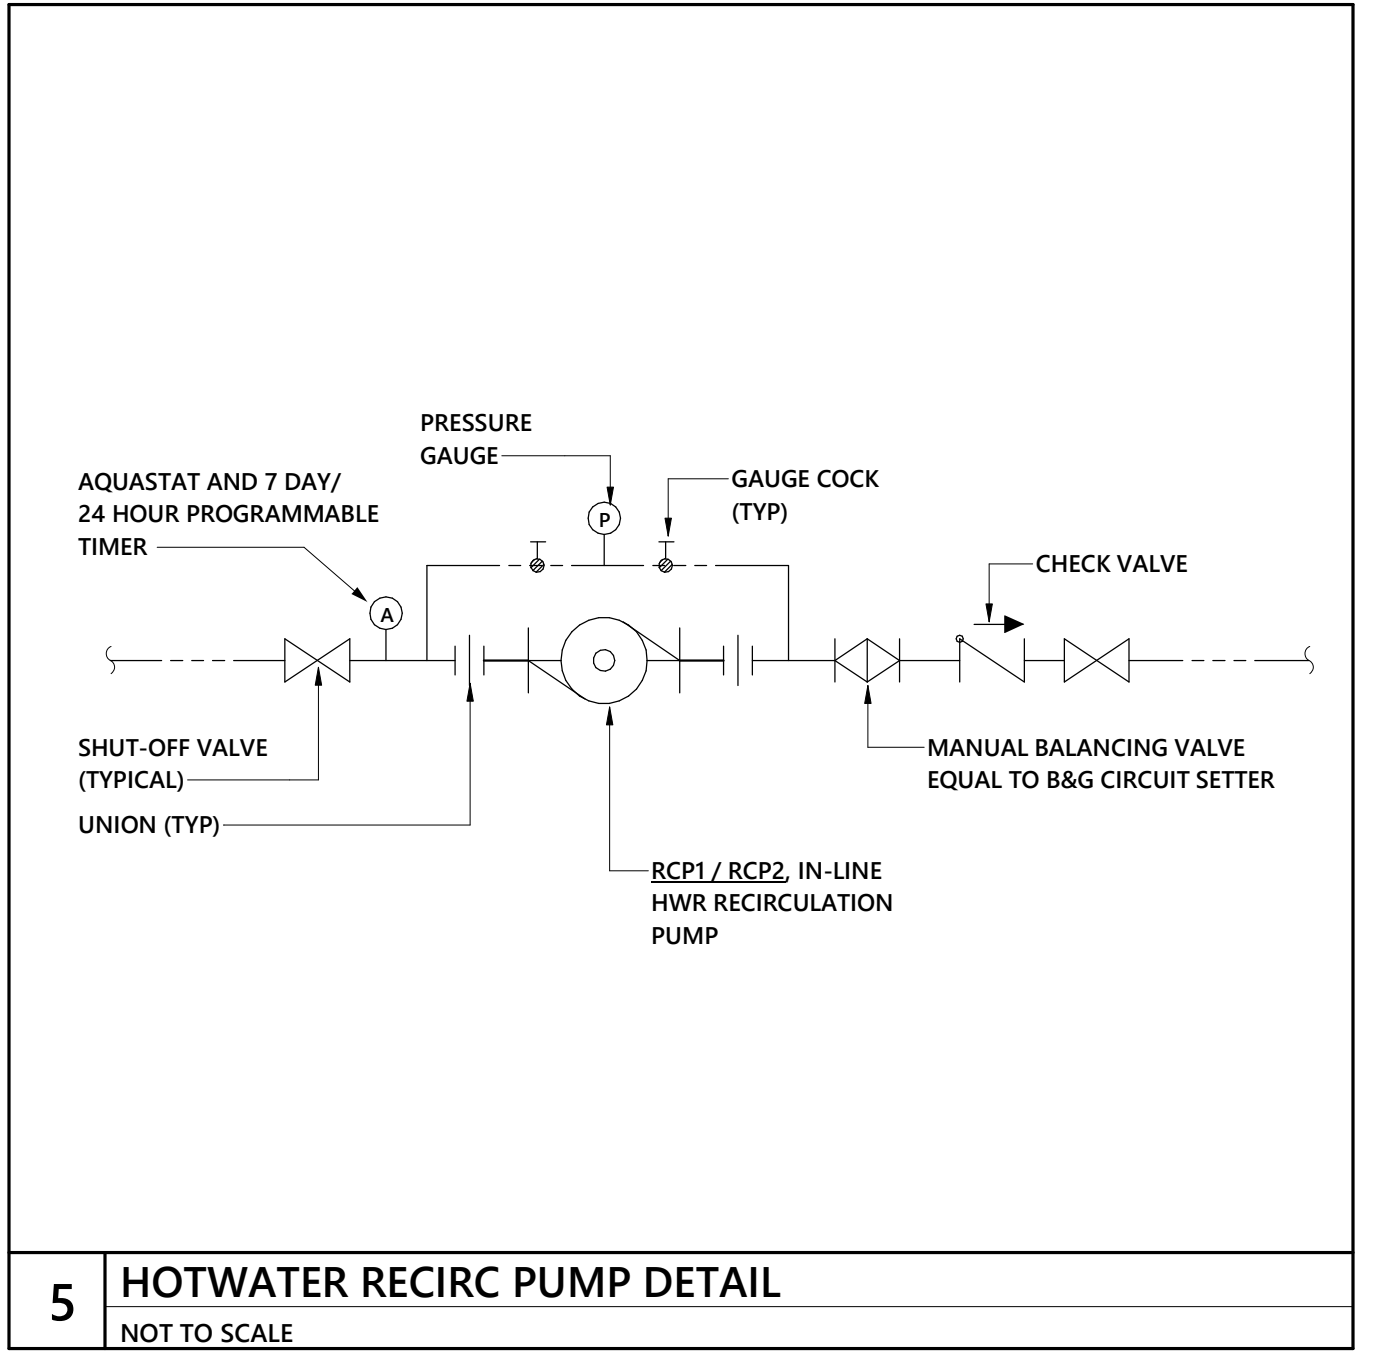 PRESSURE
GAUGE
AQUASTAT AND 7 DAY/
24 HOUR PROGRAMMABLE
TIMER
GAUGE COCK
(TYP)
P
CHECK VALVE
A
SHUT-OFF VALVE
(TYPICAL)
UNION (TYP)
MANUAL BALANCING VALVE
EQUAL TO B&G CIRCUIT SETTER
RCP1 / RCP2, IN-LINE
HWR RECIRCULATION
PUMP
5
HOTWATER RECIRC PUMP DETAIL
NOT TO SCALE